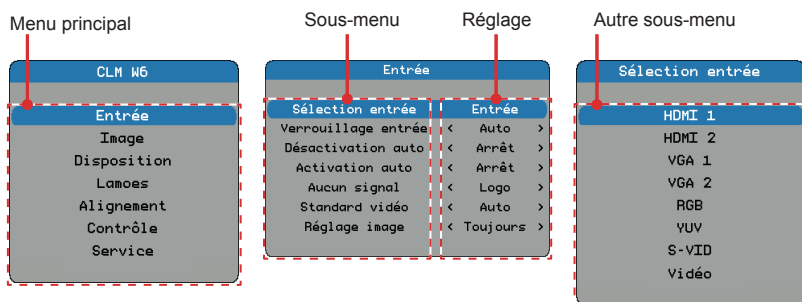 Menu principal
Sous-menu
Réglage
Autre sous-menu
CLM W6
Entrée
Image
Disposition
Lamoes
Alignement
Contrôle
Service
Entrée
Sélection entrée Entrée
Verrouillage entrée < Auto >
Désactivation auto < Arrêt >
Activation auto < Arrêt >
Aucun signal < Logo >
Standard vidéo < Auto >
Réglage image < Toujours >
Sélection entrée
HDMI 1
HDMI 2
VGA 1
VGA 2
RGB
YUV
S-VID
Vidéo